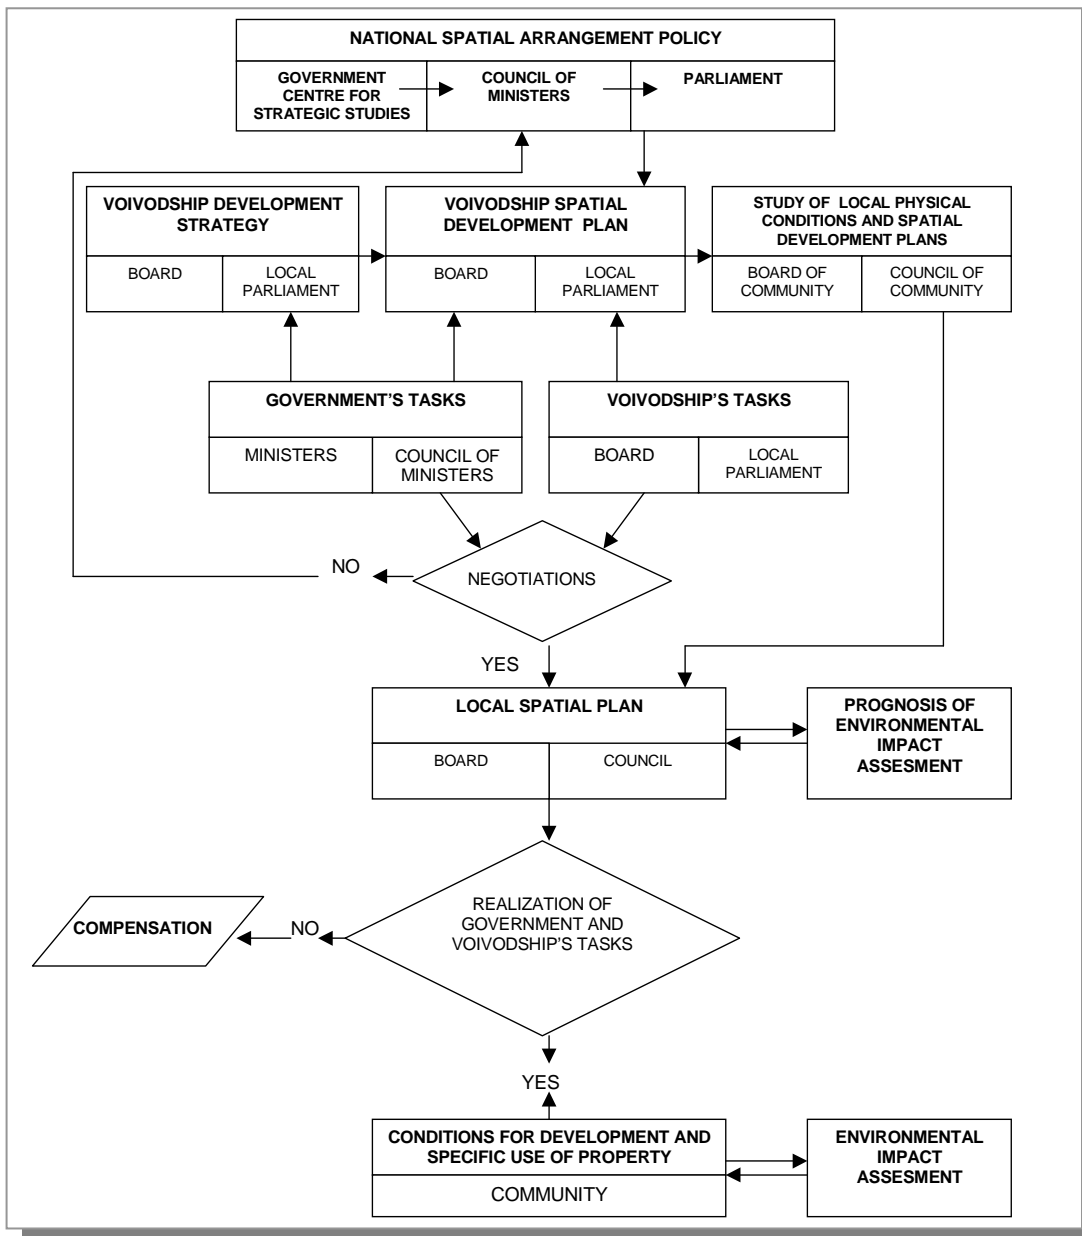 NATIONAL SPATIAL ARRANGEMENT POLICY
GOVERNMENT
CENTRE FOR
STRATEGIC STUDIES
COUNCIL OF
MINISTERS
PARLIAMENT
VOIVODSHIP DEVELOPMENT
STRATEGY
BOARD
LOCAL
PARLIAMENT
VOIVODSHIP SPATIAL
DEVELOPMENT PLAN
BOARD
LOCAL
PARLIAMENT
STUDY OF LOCAL PHYSICAL
CONDITIONS AND SPATIAL
DEVELOPMENT PLANS
BOARD OF
COMMUNITY
COUNCIL OF
COMMUNITY
GOVERNMENT'S TASKS
MINISTERS
COUNCIL OF
MINISTERS
VOIVODSHIP'S TASKS
BOARD
LOCAL
PARLIAMENT
NEGOTIATIONS
NO
YES
LOCAL SPATIAL PLAN
BOARD
COUNCIL
PROGNOSIS OF
ENVIRONMENTAL
IMPACT
ASSESMENT
REALIZATION OF
GOVERNMENT AND
VOIVODSHIP'S TASKS
NO
COMPENSATION
YES
CONDITIONS FOR DEVELOPMENT AND
SPECIFIC USE OF PROPERTY
COMMUNITY
ENVIRONMENTAL
IMPACT
ASSESMENT